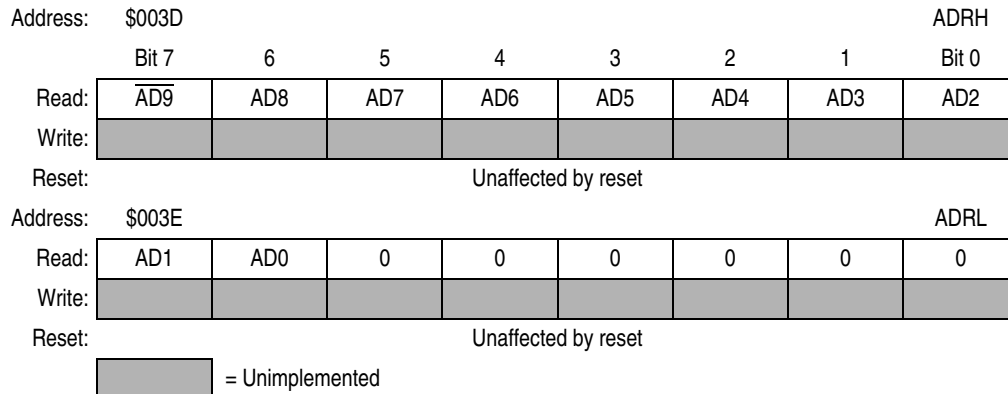 Address: $003D ADRH
Bit 7 6 5 4 3 2 1 Bit 0
Read: A̅D̅9̅ AD8 AD7 AD6 AD5 AD4 AD3 AD2
Write:
Reset: Unaffected by reset
Address: $003E ADRL
Read: AD1 AD0 0 0 0 0 0 0
Write:
Reset: Unaffected by reset
= Unimplemented